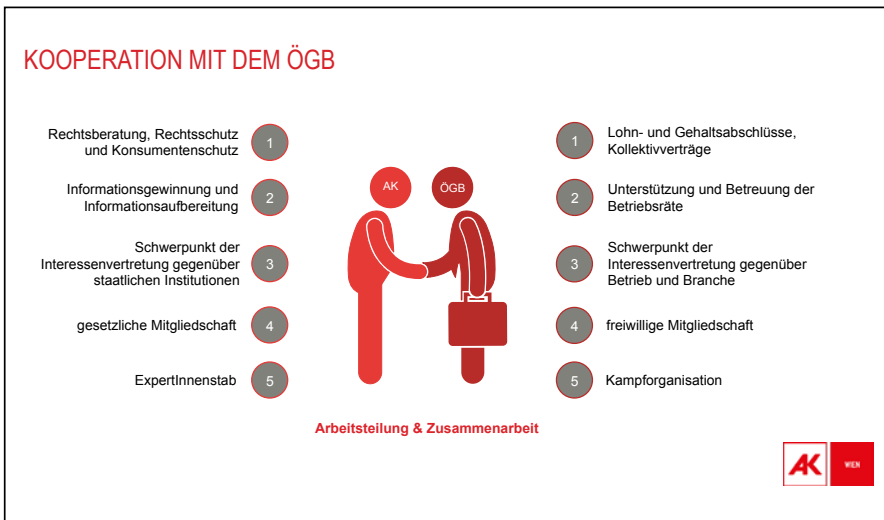 KOOPERATION MIT DEM ÖGB
Rechtsberatung, Rechtsschutz
und Konsumentenschutz
1
Informationsgewinnung und
Informationsaufbereitung
2
Schwerpunkt der
Interessenvertretung gegenüber
staatlichen Institutionen
3
gesetzliche Mitgliedschaft
4
ExpertInnenstab
5
AK
ÖGB
1
Lohn- und Gehaltsabschlüsse,
Kollektivverträge
2
Unterstützung und Betreuung der
Betriebsräte
3
Schwerpunkt der
Interessenvertretung gegenüber
Betrieb und Branche
4
freiwillige Mitgliedschaft
5
Kampforganisation
Arbeitsteilung & Zusammenarbeit
AK
WIEN